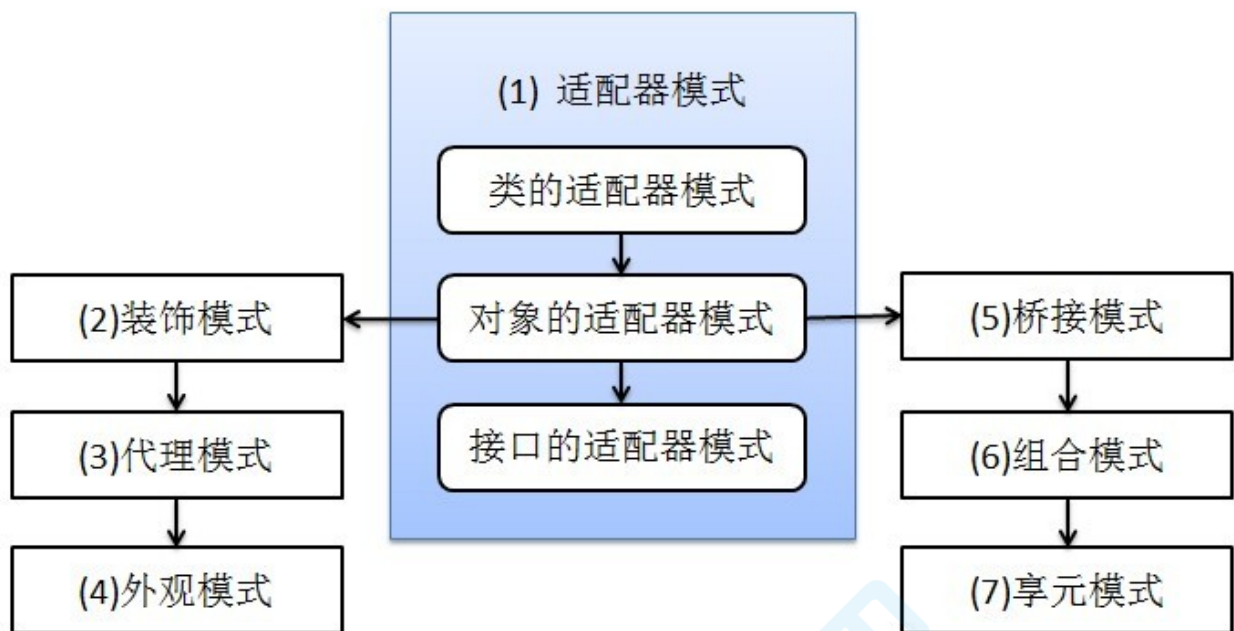 (1) 适配器模式
类的适配器模式
(2)装饰模式
对象的适配器模式
(5)桥接模式
(3)代理模式
接口的适配器模式
(6)组合模式
(4)外观模式
(7)享元模式